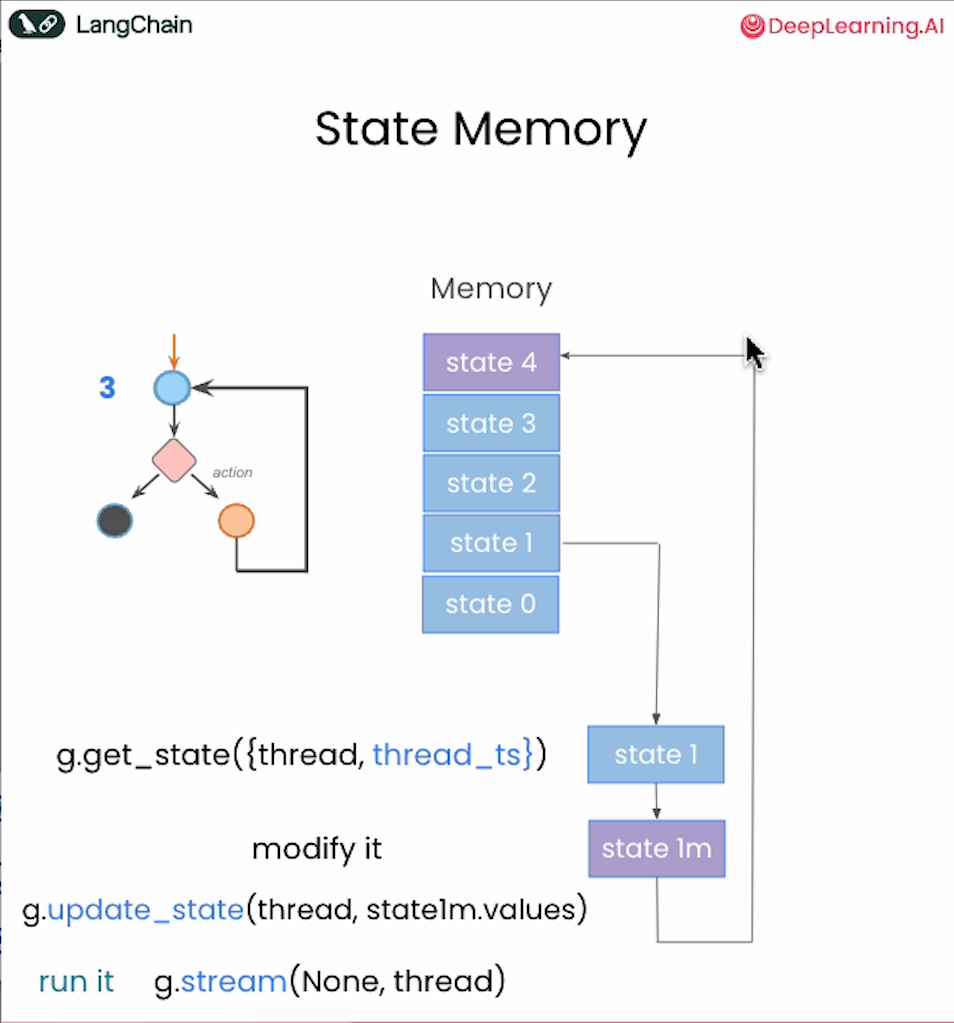 LangChain
DeepLearning.AI
State Memory
Memory
state 4
3
state 3
action
state 2
state 1
state 0
g.get_state({thread, thread_ts})
state 1
modify it
state 1m
g.update_state(thread, state1m.values)
run it g.stream(None, thread)